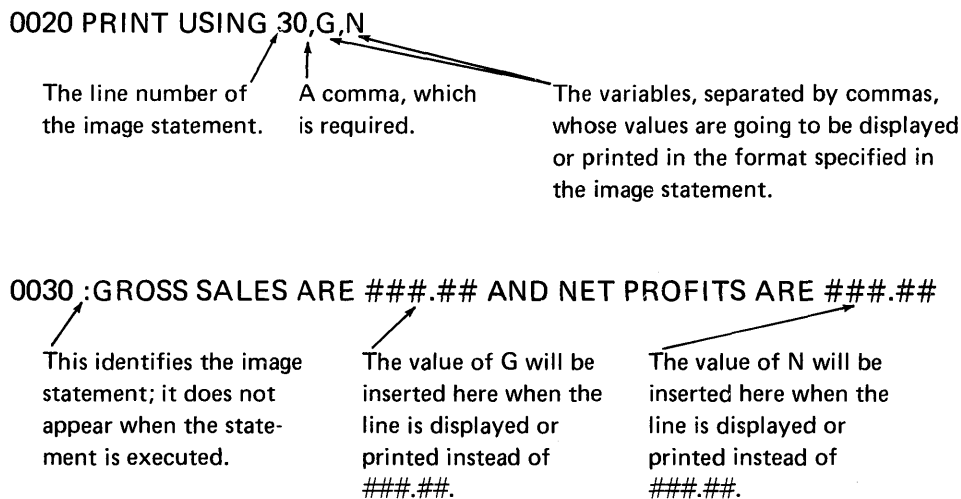 0020 PRINT USING 30,G,N
The line number of
the image statement.
A comma, which
is required.
The variables, separated by commas,
whose values are going to be displayed
or printed in the format specified in
the image statement.
0030 :GROSS SALES ARE ###.## AND NET PROFITS ARE ###.##
This identifies the image
statement; it does not
appear when the state-
ment is executed.
The value of G will be
inserted here when the
line is displayed or
printed instead of
###.##.
The value of N will be
inserted here when the
line is displayed or
printed instead of
###.##.